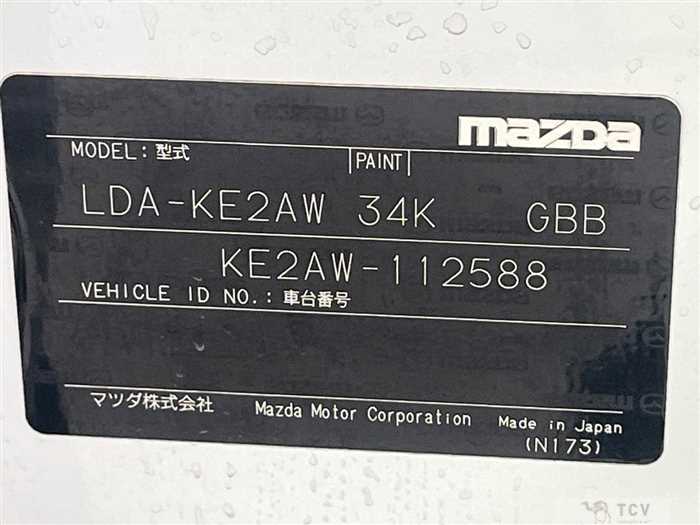 mazda
MODEL: 型式 PAINT
LDA-KE2AW 34K GBB
KE2AW-112588
VEHICLE ID NO.: 車台番号
マツダ株式会社 Mazda Motor Corporation Made in Japan
(N173)
TCV